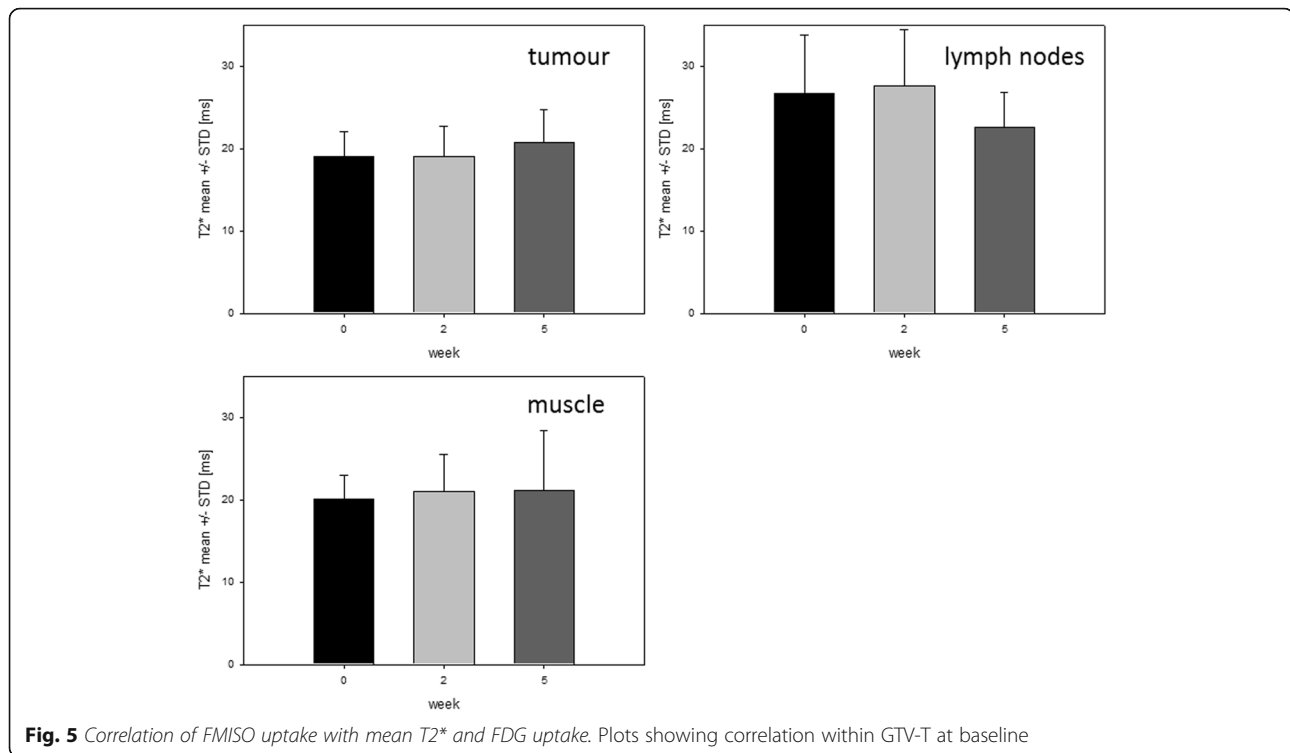 tumour
30
20
10
0
T2* mean +/- STD [ms]
0 2 5
week
lymph nodes
30
20
10
0
T2* mean +/- STD [ms]
0 2 5
week
muscle
30
20
10
0
T2* mean +/- STD [ms]
0 2 5
week
Fig. 5 Correlation of FMISO uptake with mean T2* and FDG uptake. Plots showing correlation within GTV-T at baseline